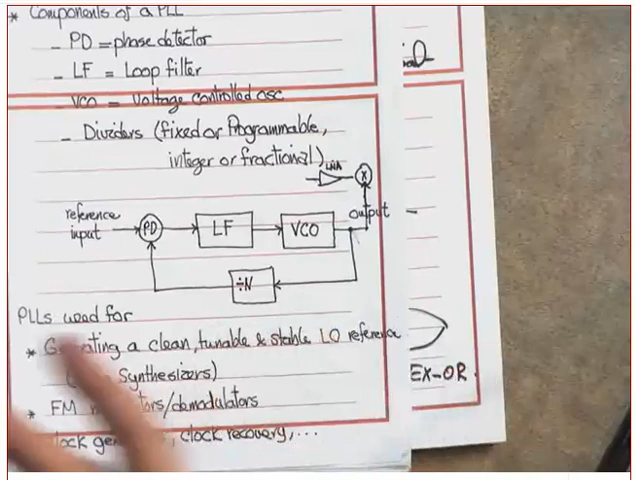 * Components of a PLL
- PD = phase detector
- LF = Loop filter
- VCO = Voltage controlled osc
- Dividers (fixed or Programmable,
integer or fractional)
LNA
X
reference
input
PD
LF
VCO
output
÷N
PLLs used for
* a clean, tunable & stable LO reference
Synthesizers)
* FM /demodulators
clock recovery, ...
EX-OR.